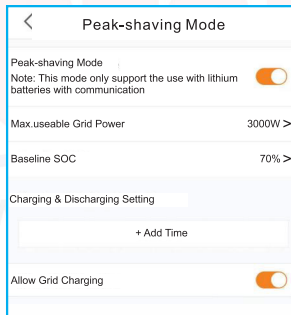 Peak-shaving Mode
Peak-shaving Mode
Note: This mode only support the use with lithium
batteries with communication
Max.useable Grid Power 3000W >
Baseline SOC 70% >
Charging & Discharging Setting
+ Add Time
Allow Grid Charging